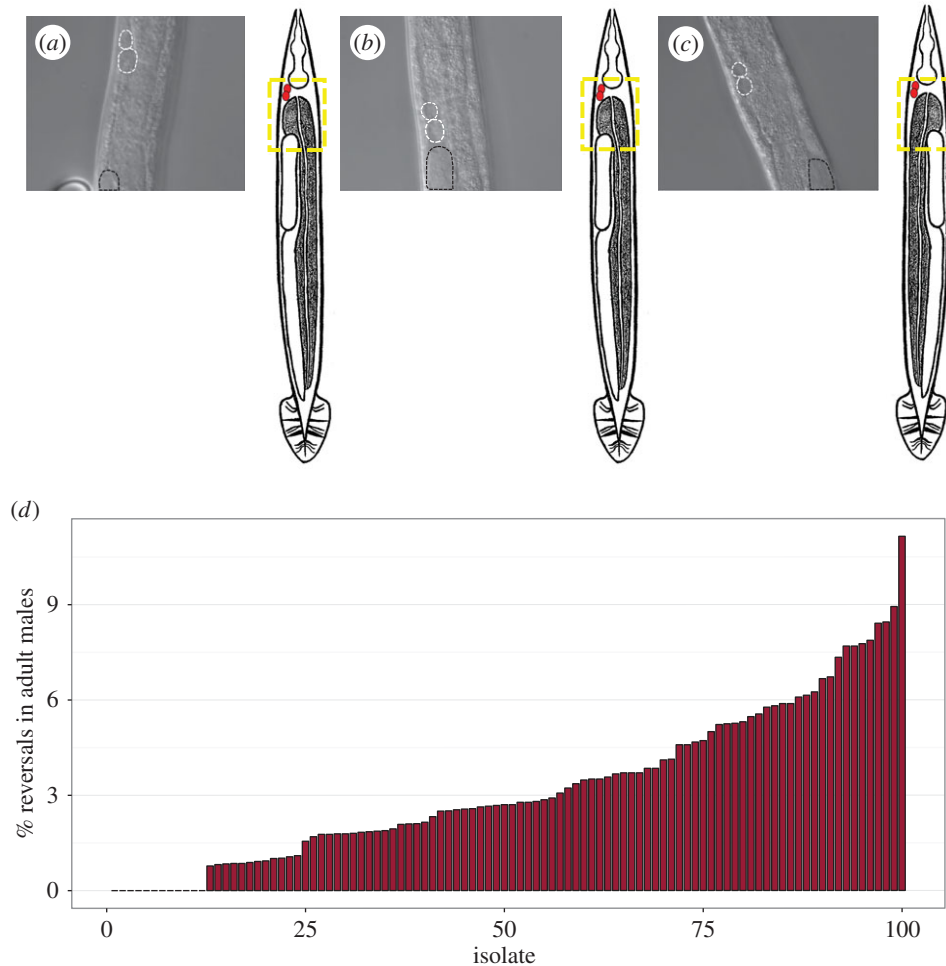 (a)
(b)
(c)
(d)
% reversals in adult males
9
6
3
0
0 25 50 75 100
isolate